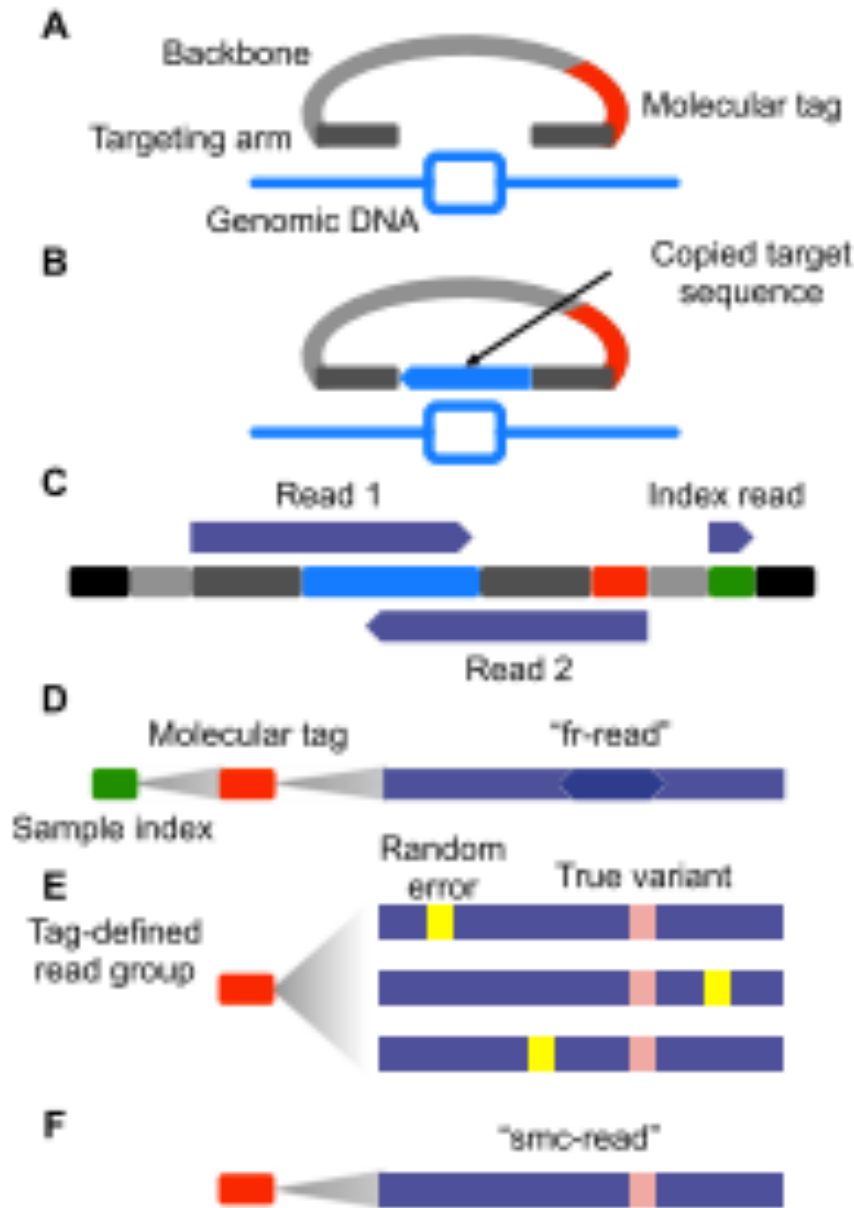 A
Backbone
Molecular tag
Targeting arm
Genomic DNA
B
Copied target
sequence
C
Read 1
Index read
Read 2
D
Molecular tag
“fr-read”
Sample index
E
Random
error
True variant
Tag-defined
read group
F
“smc-read”